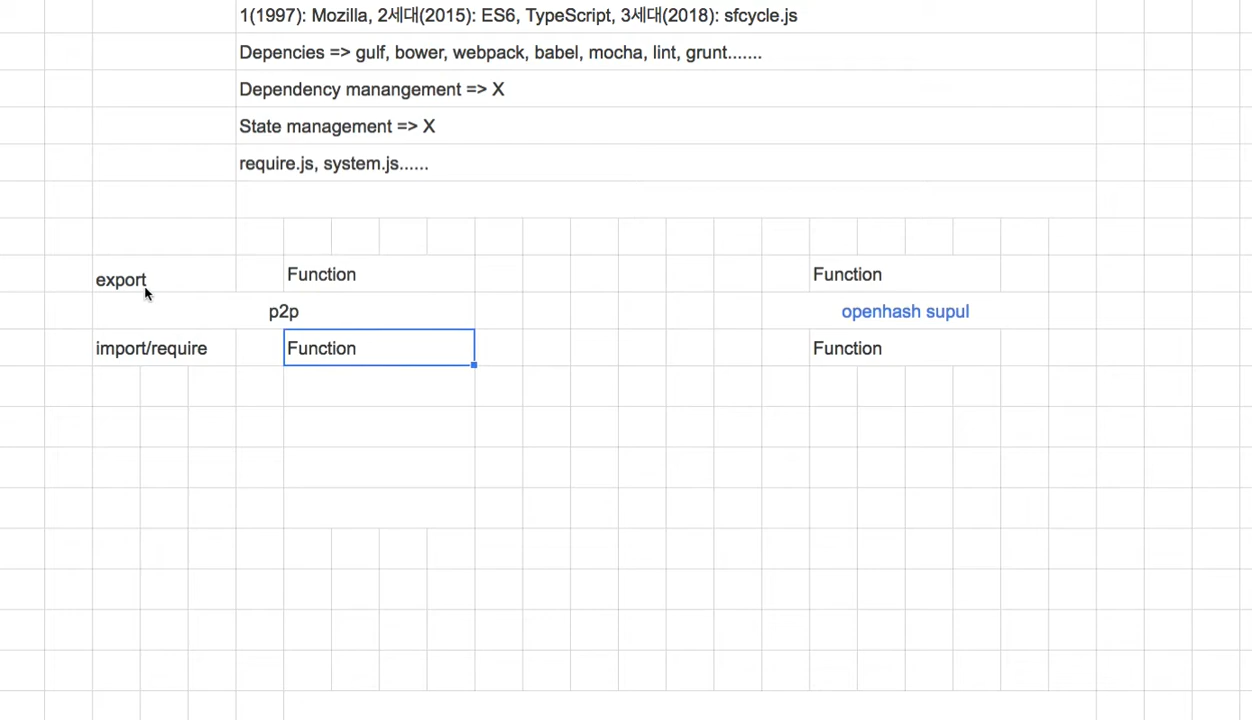 1(1997): Mozilla, 2세대(2015): ES6, TypeScript, 3세대(2018): sfcycle.js
Depencies => gulf, bower, webpack, babel, mocha, lint, grunt.......
Dependency manangement => X
State management => X
require.js, system.js......
export Function Function
p2p openhash supul
import/require Function Function